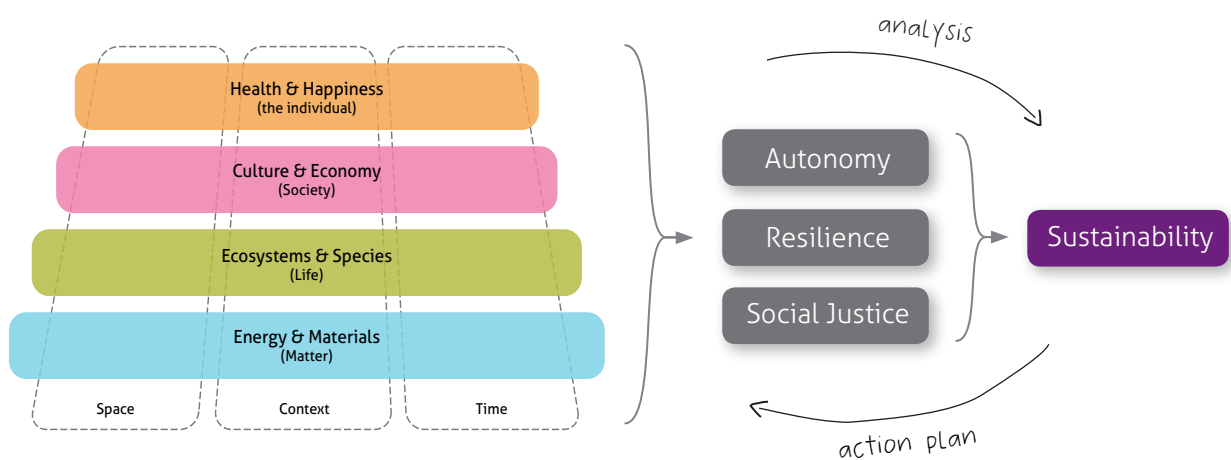 Health & Happiness
(the individual)
Culture & Economy
(Society)
Ecosystems & Species
(Life)
Energy & Materials
(Matter)
Space
Context
Time
analysis
Autonomy
Resilience
Social Justice
Sustainability
action plan